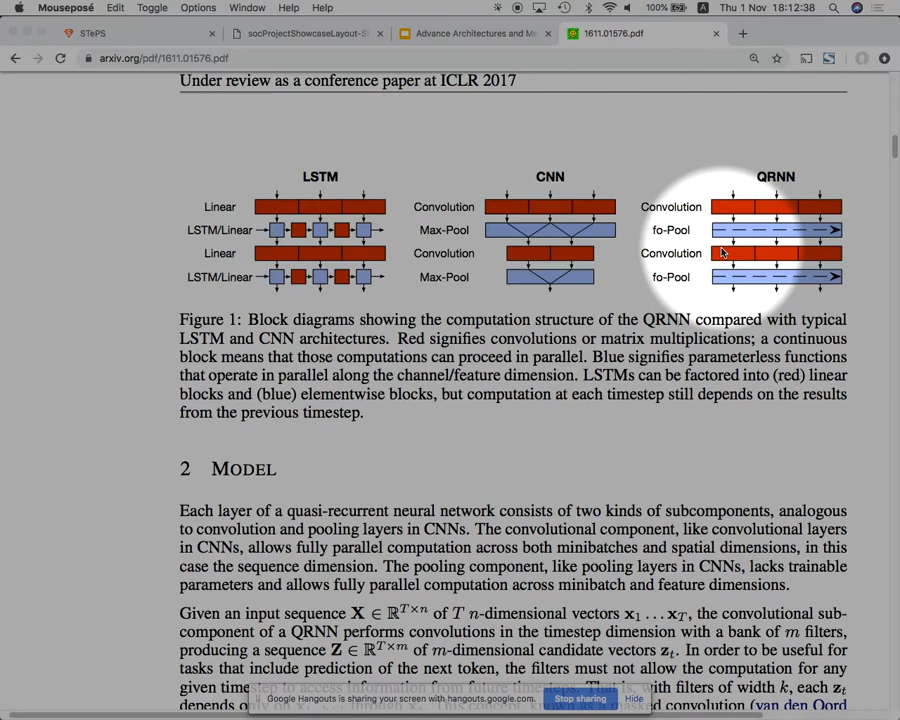 Mouseposé Edit Toggle Options Window Help Help 100% A Thu 1 Nov 18:12:38
STePS × socProjectShowcaseLayout-S × Advance Architectures and Me × 1611.01576.pdf ×
arxiv.org/pdf/1611.01576.pdf
Under review as a conference paper at ICLR 2017
LSTM CNN QRNN
Linear Convolution Convolution
LSTM/Linear Max-Pool fo-Pool
Linear Convolution Convolution
LSTM/Linear Max-Pool fo-Pool
Figure 1: Block diagrams showing the computation structure of the QRNN compared with typical
LSTM and CNN architectures. Red signifies convolutions or matrix multiplications; a continuous
block means that those computations can proceed in parallel. Blue signifies parameterless functions
that operate in parallel along the channel/feature dimension. LSTMs can be factored into (red) linear
blocks and (blue) elementwise blocks, but computation at each timestep still depends on the results
from the previous timestep.
2 MODEL
Each layer of a quasi-recurrent neural network consists of two kinds of subcomponents, analogous
to convolution and pooling layers in CNNs. The convolutional component, like convolutional layers
in CNNs, allows fully parallel computation across both minibatches and spatial dimensions, in this
case the sequence dimension. The pooling component, like pooling layers in CNNs, lacks trainable
parameters and allows fully parallel computation across minibatch and feature dimensions.
Given an input sequence X ∈ ℝ^{T×n} of T n-dimensional vectors x₁ . . . x_T, the convolutional sub-
component of a QRNN performs convolutions in the timestep dimension with a bank of m filters,
producing a sequence Z ∈ ℝ^{T×m} of m-dimensional candidate vectors z_t. In order to be useful for
tasks that include prediction of the next token, the filters must not allow the computation for any
given timestep to access information from future timesteps. That is, with filters of width k, each z_t
depends only on (van den Oord
Google Hangouts is sharing your screen with hangouts.google.com. Stop sharing Hide